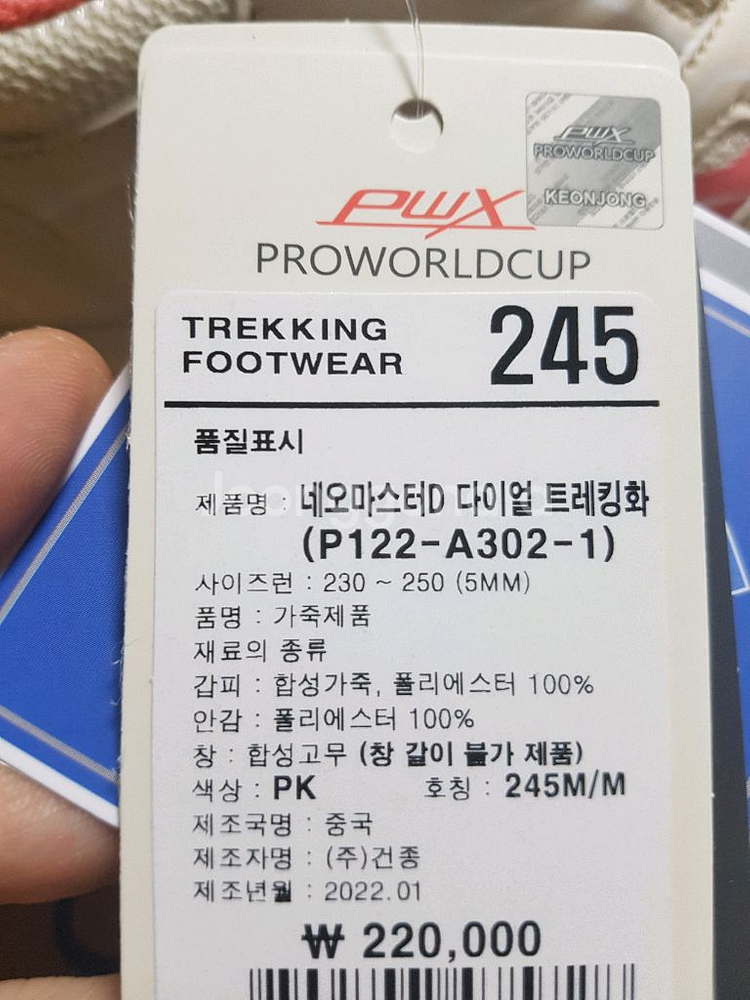 PWX
PROWORLDCUP
KEONJONG
PWX
PROWORLDCUP
TREKKING
FOOTWEAR
245
품질표시
제품명 : 네오마스터D 다이얼 트레킹화
(P122-A302-1)
사이즈런 : 230 ~ 250 (5MM)
품명 : 가죽제품
재료의 종류
갑피 : 합성가죽, 폴리에스터 100%
안감 : 폴리에스터 100%
창 : 합성고무 (창 갈이 불가 제품)
색상 : PK 호칭 : 245M/M
제조국명 : 중국
제조자명 : (주)건종
제조년월 : 2022.01
₩ 220,000